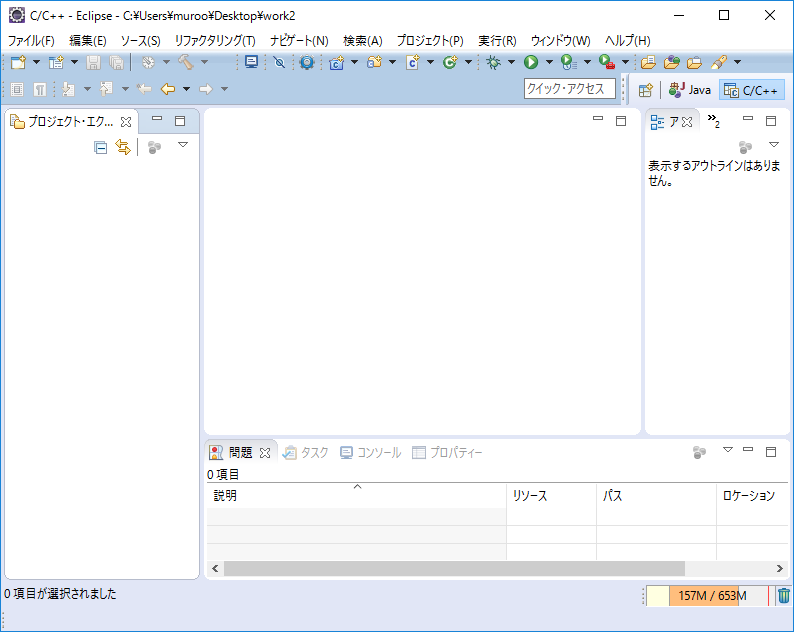 C/C++ - Eclipse - C:¥Users¥muroo¥Desktop¥work2
ファイル(F) 編集(E) ソース(S) リファクタリング(T) ナビゲート(N) 検索(A) プロジェクト(P) 実行(R) ウィンドウ(W) ヘルプ(H)
クイック・アクセス Java C/C++
プロジェクト・エク... ア 2
表示するアウトラインはありま
せん。
問題 タスク コンソール プロパティー
0 項目
説明 リソース パス ロケーション
0 項目が選択されました 157M / 653M